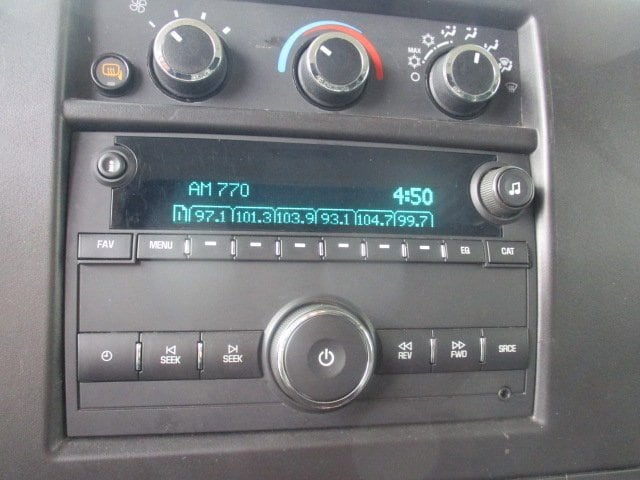 MAX
AM 770 4:50
1 97.1 101.3 103.9 93.1 104.7 99.7
FAV MENU EQ CAT
SEEK SEEK REV FWD SRCE